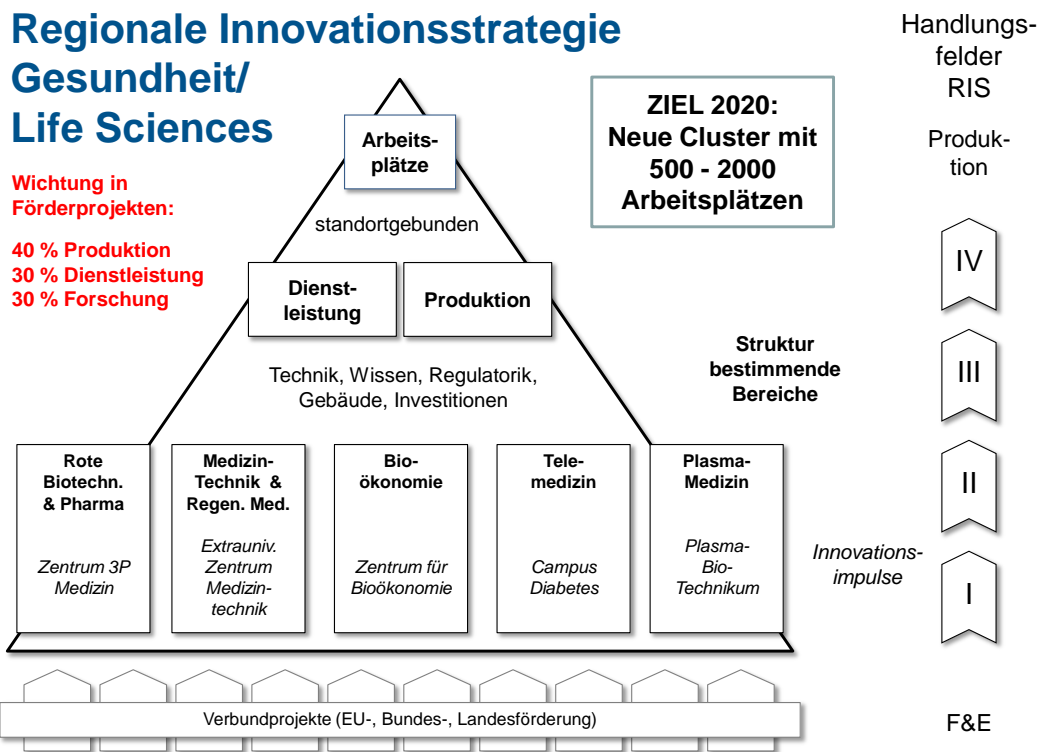 Regionale Innovationsstrategie
Gesundheit/
Life Sciences
Wichtung in
Förderprojekten:
40 % Produktion
30 % Dienstleistung
30 % Forschung
Arbeits-
plätze
standortgebunden
Dienst-
leistung
Produktion
Technik, Wissen, Regulatorik,
Gebäude, Investitionen
ZIEL 2020:
Neue Cluster mit
500 - 2000
Arbeitsplätzen
Struktur
bestimmende
Bereiche
Rote
Biotechn.
& Pharma
Zentrum 3P
Medizin
Medizin-
Technik &
Regen. Med.
Extrauniv.
Zentrum
Medizin-
technik
Bio-
ökonomie
Zentrum für
Bioökonomie
Tele-
medizin
Campus
Diabetes
Plasma-
Medizin
Plasma-
Bio-
Technikum
Innovations-
impulse
Verbundprojekte (EU-, Bundes-, Landesförderung)
Handlungs-
felder
RIS
Produk-
tion
IV
III
II
I
F&E